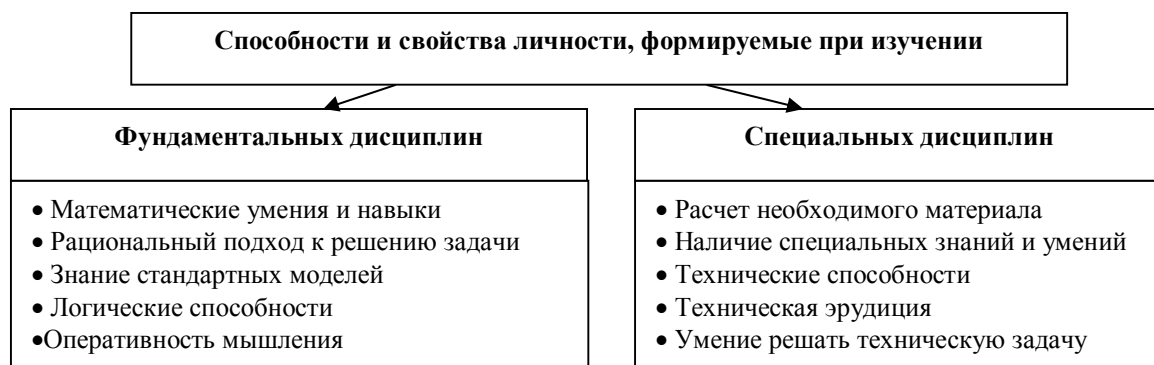 Способности и свойства личности, формируемые при изучении
Фундаментальных дисциплин
• Математические умения и навыки
• Рациональный подход к решению задачи
• Знание стандартных моделей
• Логические способности
•Оперативность мышления
Специальных дисциплин
• Расчет необходимого материала
• Наличие специальных знаний и умений
• Технические способности
• Техническая эрудиция
• Умение решать техническую задачу